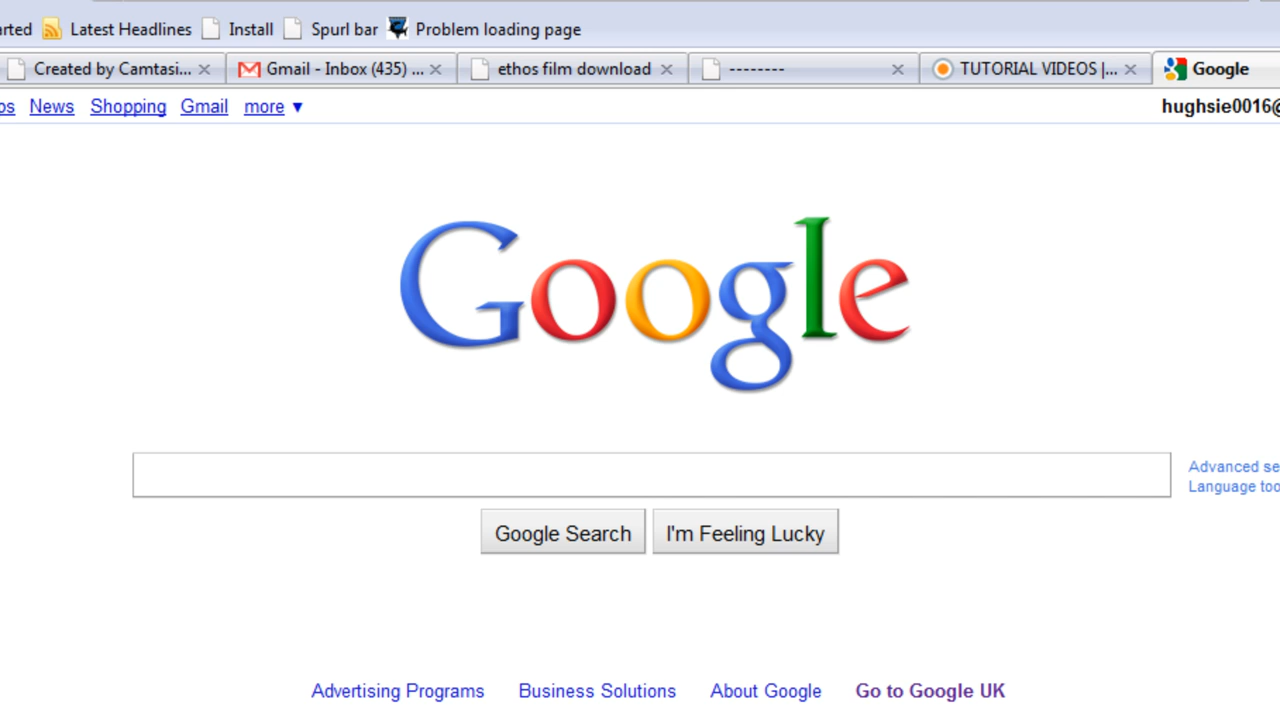 arted Latest Headlines Install Spurl bar Problem loading page
Created by Camtasi... Gmail - Inbox (435) ... ethos film download -------- TUTORIAL VIDEOS |... Google
os News Shopping Gmail more ▼ hughsie0016@
Google
Advanced se
Language too
Google Search I'm Feeling Lucky
Advertising Programs Business Solutions About Google Go to Google UK